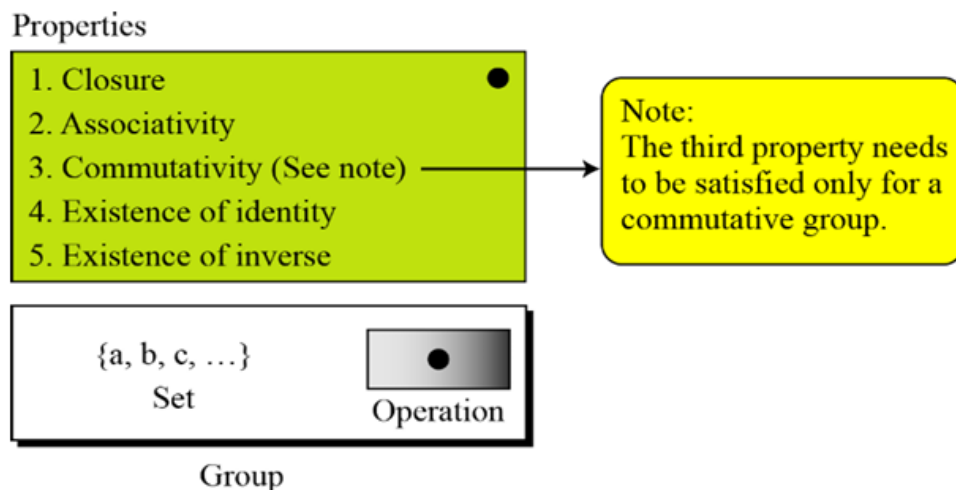 Properties
1. Closure
2. Associativity
3. Commutativity (See note)
4. Existence of identity
5. Existence of inverse
Note:
The third property needs
to be satisfied only for a
commutative group.
{a, b, c, …}
Set
Operation
Group